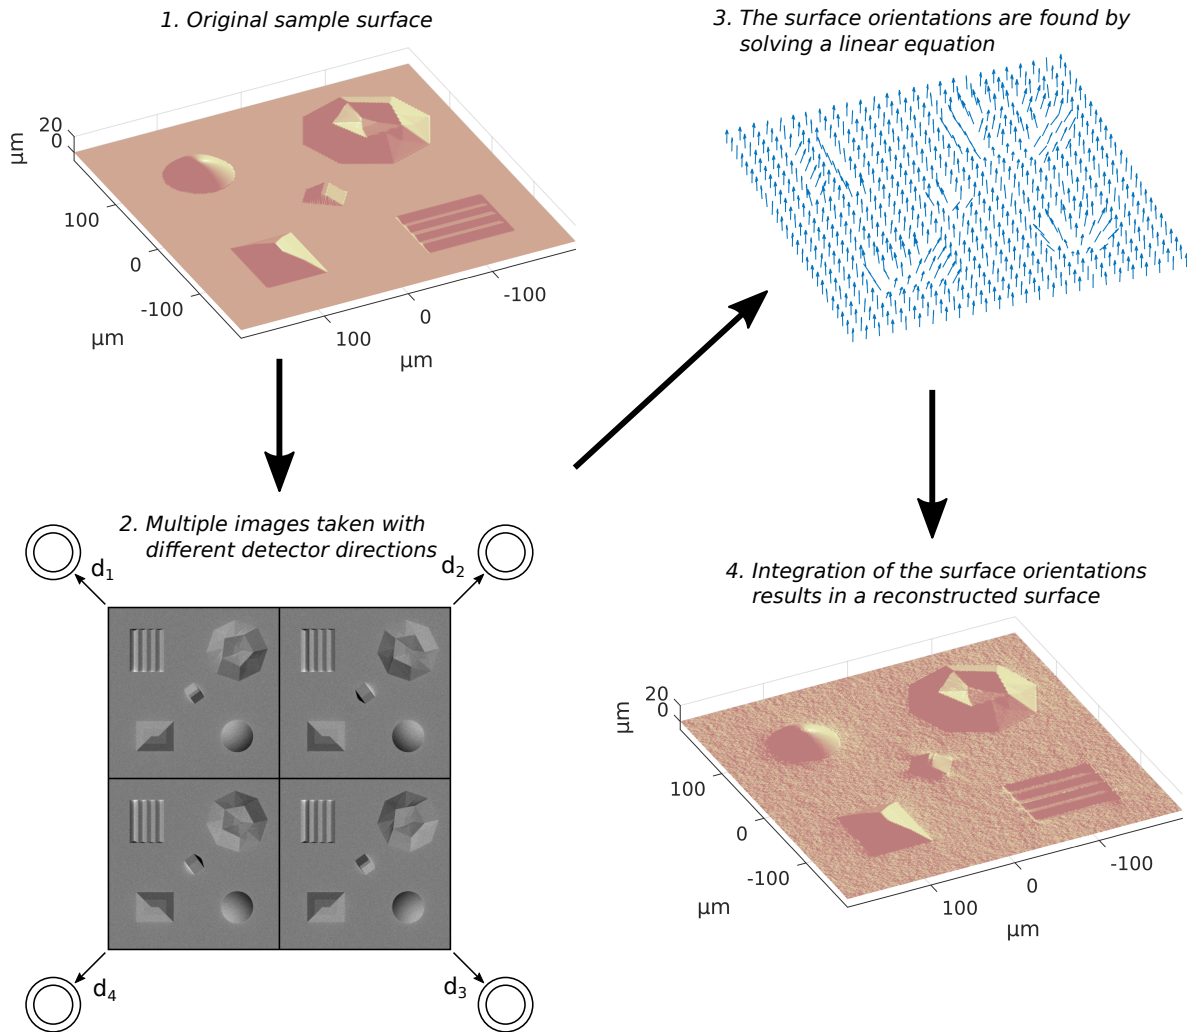 1. Original sample surface
20
0
µm
100
0
-100
µm
100
0
-100
µm
2. Multiple images taken with
different detector directions
d1
d2
d4
d3
3. The surface orientations are found by
solving a linear equation
4. Integration of the surface orientations
results in a reconstructed surface
20
0
µm
100
0
-100
µm
100
0
-100
µm